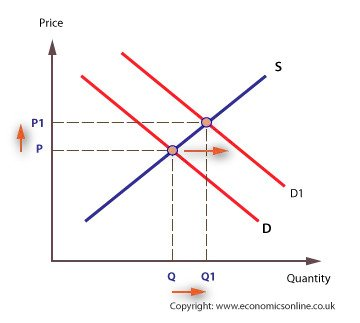 Price
S
P1
P
D1
D
Q Q1
Quantity
Copyright: www.economicsonline.co.uk